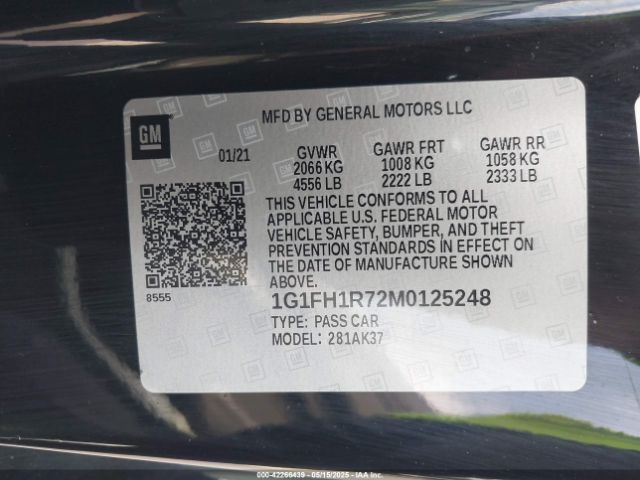 MFD BY GENERAL MOTORS LLC
GM
01/21 GVWR GAWR FRT GAWR RR
2066 KG 1008 KG 1058 KG
4556 LB 2222 LB 2333 LB
THIS VEHICLE CONFORMS TO ALL
APPLICABLE U.S. FEDERAL MOTOR
VEHICLE SAFETY, BUMPER, AND THEFT
PREVENTION STANDARDS IN EFFECT ON
THE DATE OF MANUFACTURE SHOWN
ABOVE.
8555
1G1FH1R72M0125248
TYPE: PASS CAR
MODEL: 281AK37
000-42266439 - 05/15/2025 - IAAI.COM